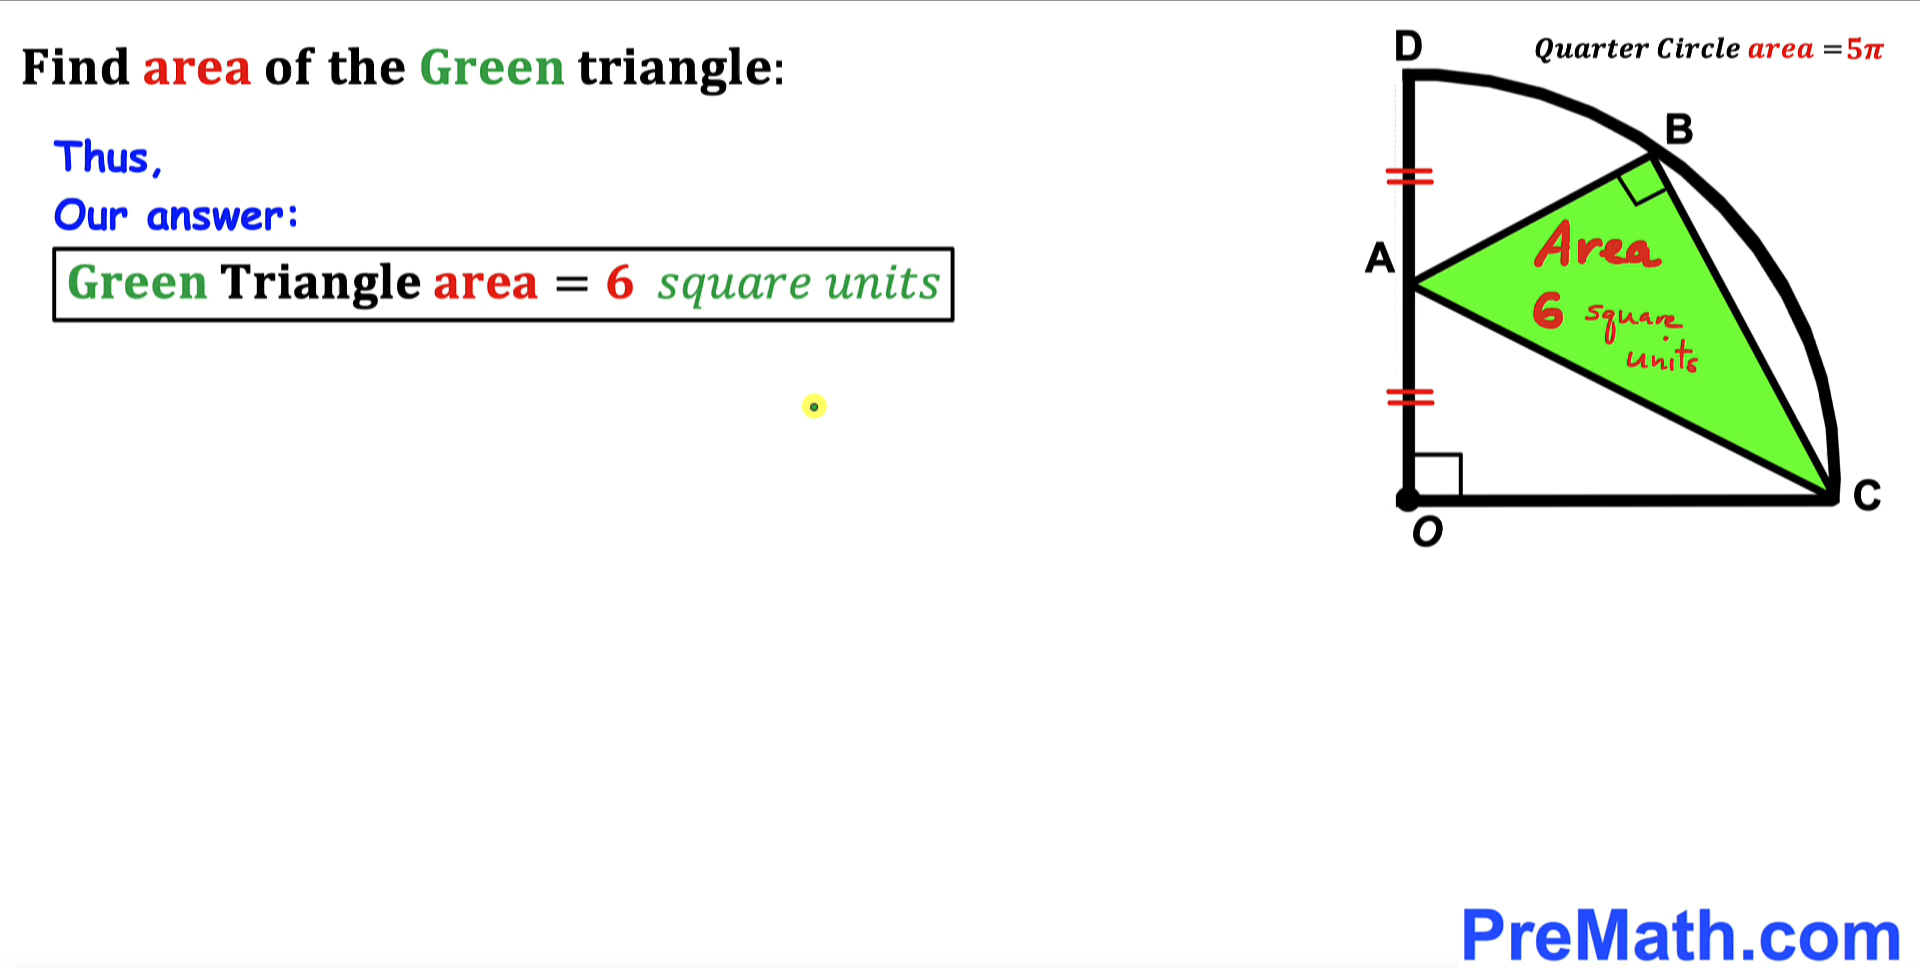 Find area of the Green triangle:
Thus,
Our answer:
Green Triangle area = 6 square units
Quarter Circle area = 5π
D
B
A
Area
6 square
units
C
O
PreMath.com